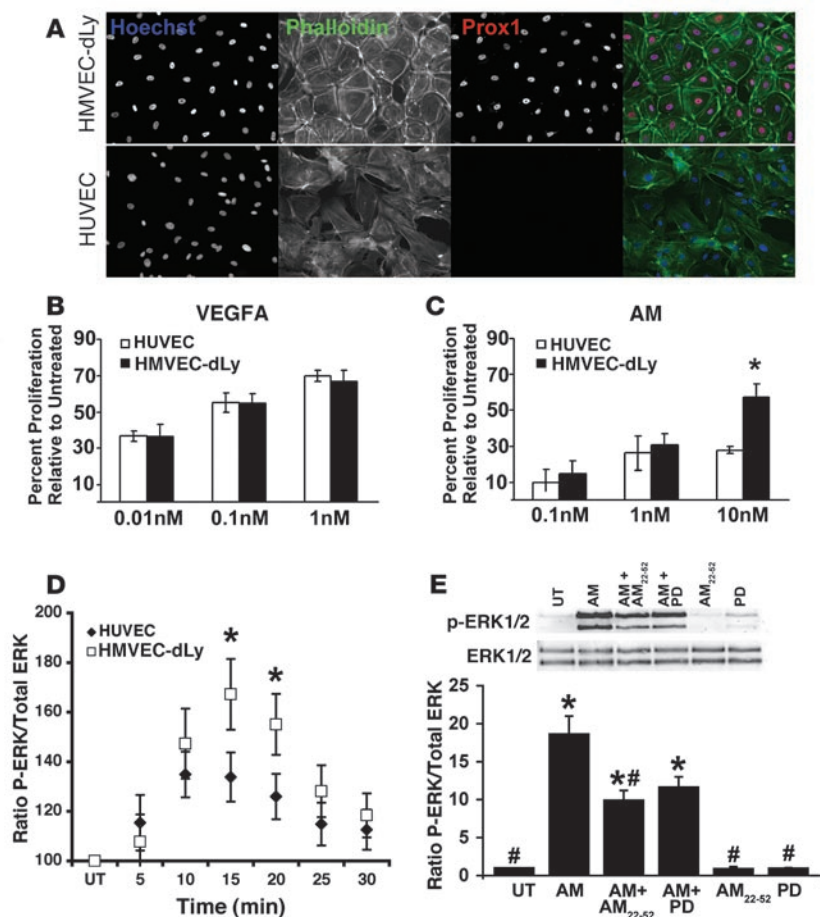 A
Hoechst
Phalloidin
Prox1
HMVEC-dLy
HUVEC
B
VEGFA
Percent Proliferation
Relative to Untreated
90
70
50
30
10
HUVEC
HMVEC-dLy
0.01nM
0.1nM
1nM
C
AM
Percent Proliferation
Relative to Untreated
90
70
50
30
10
HUVEC
HMVEC-dLy
*
0.1nM
1nM
10nM
D
Ratio P-ERK/Total ERK
200
180
160
140
120
100
HUVEC
HMVEC-dLy
*
*
UT
5
10
15
20
25
30
Time (min)
E
UT
AM
AM +
AM22-52
AM +
PD
AM22-52
PD
p-ERK1/2
ERK1/2
Ratio P-ERK/Total ERK
25
20
15
10
5
0
#
*
*#
*
#
#
UT
AM
AM+
AM22-52
AM+
PD
AM22-52
PD